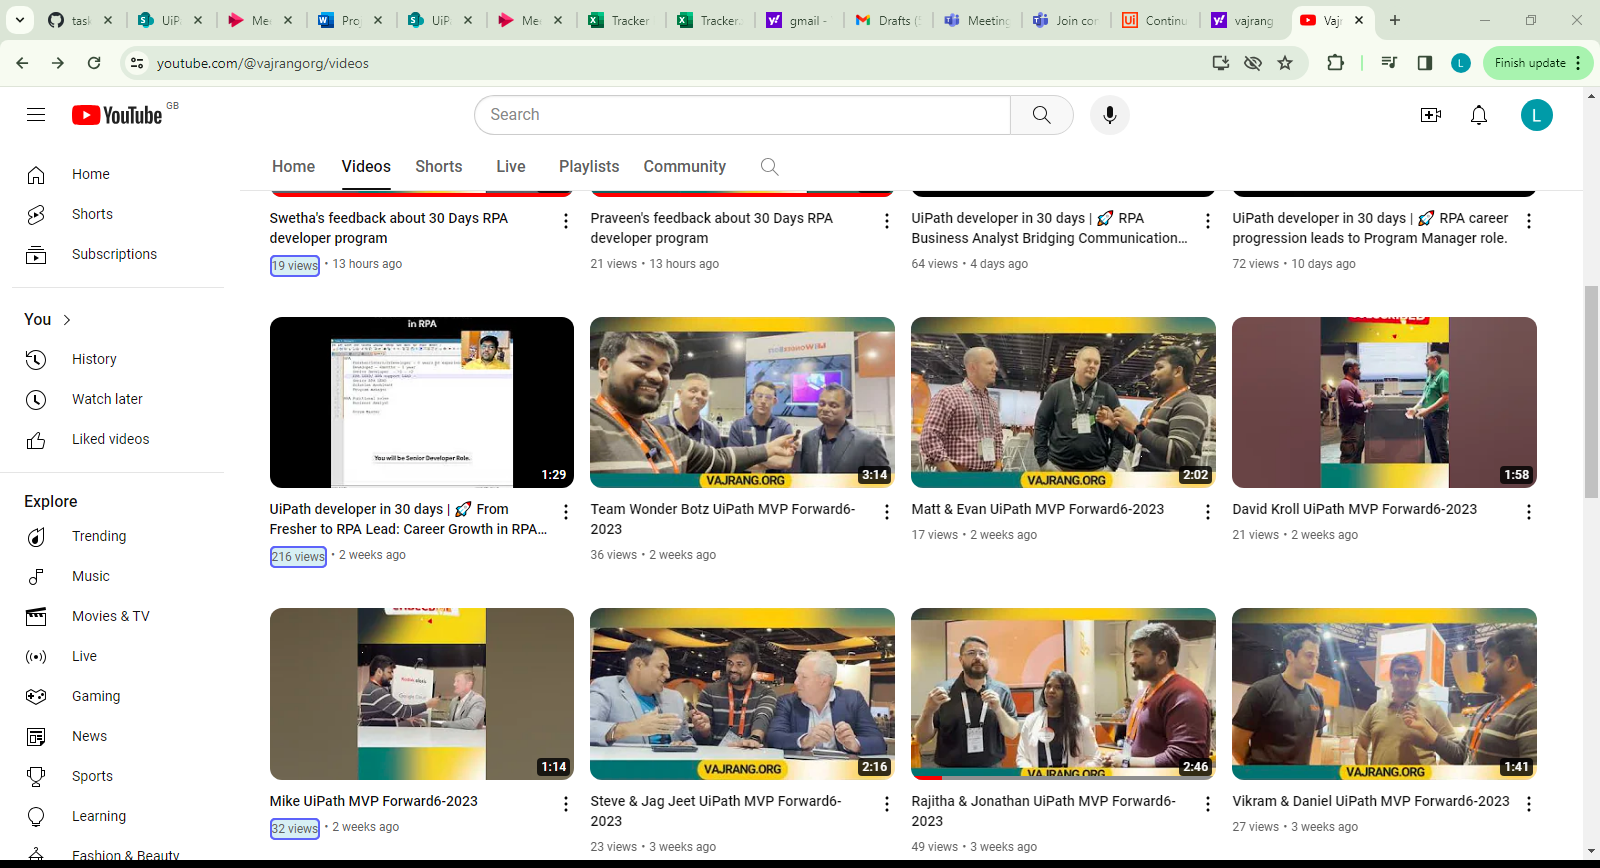 task
UiP
Mee
Proj
UiP
Mee
Tracker
Tracker.
gmail -
Drafts (
Meeting
Join cor
Continu
vajrang
Vajr
youtube.com/@vajrangorg/videos
Finish update
YouTube GB
Search
L
Home Videos Shorts Live Playlists Community
Home
Shorts
Subscriptions
You
History
Watch later
Liked videos
Explore
Trending
Music
Movies & TV
Live
Gaming
News
Sports
Learning
Fashion & Beauty
Swetha's feedback about 30 Days RPA
developer program
19 views • 13 hours ago
Praveen's feedback about 30 Days RPA
developer program
21 views • 13 hours ago
UiPath developer in 30 days | 🚀 RPA
Business Analyst Bridging Communication...
64 views • 4 days ago
UiPath developer in 30 days | 🚀 RPA career
progression leads to Program Manager role.
72 views • 10 days ago
in RPA
You will be Senior Developer Role.
1:29
UiPath developer in 30 days | 🚀 From
Fresher to RPA Lead: Career Growth in RPA...
216 views • 2 weeks ago
VAJRANG.ORG
3:14
Team Wonder Botz UiPath MVP Forward6-
2023
36 views • 2 weeks ago
VAJRANG.ORG
2:02
Matt & Evan UiPath MVP Forward6-2023
17 views • 2 weeks ago
1:58
David Kroll UiPath MVP Forward6-2023
21 views • 2 weeks ago
Google Cloud
1:14
Mike UiPath MVP Forward6-2023
32 views • 2 weeks ago
VAJRANG.ORG
2:16
Steve & Jag Jeet UiPath MVP Forward6-
2023
23 views • 3 weeks ago
VAJRANG.ORG
2:46
Rajitha & Jonathan UiPath MVP Forward6-
2023
49 views • 3 weeks ago
VAJRANG.ORG
1:41
Vikram & Daniel UiPath MVP Forward6-2023
27 views • 3 weeks ago